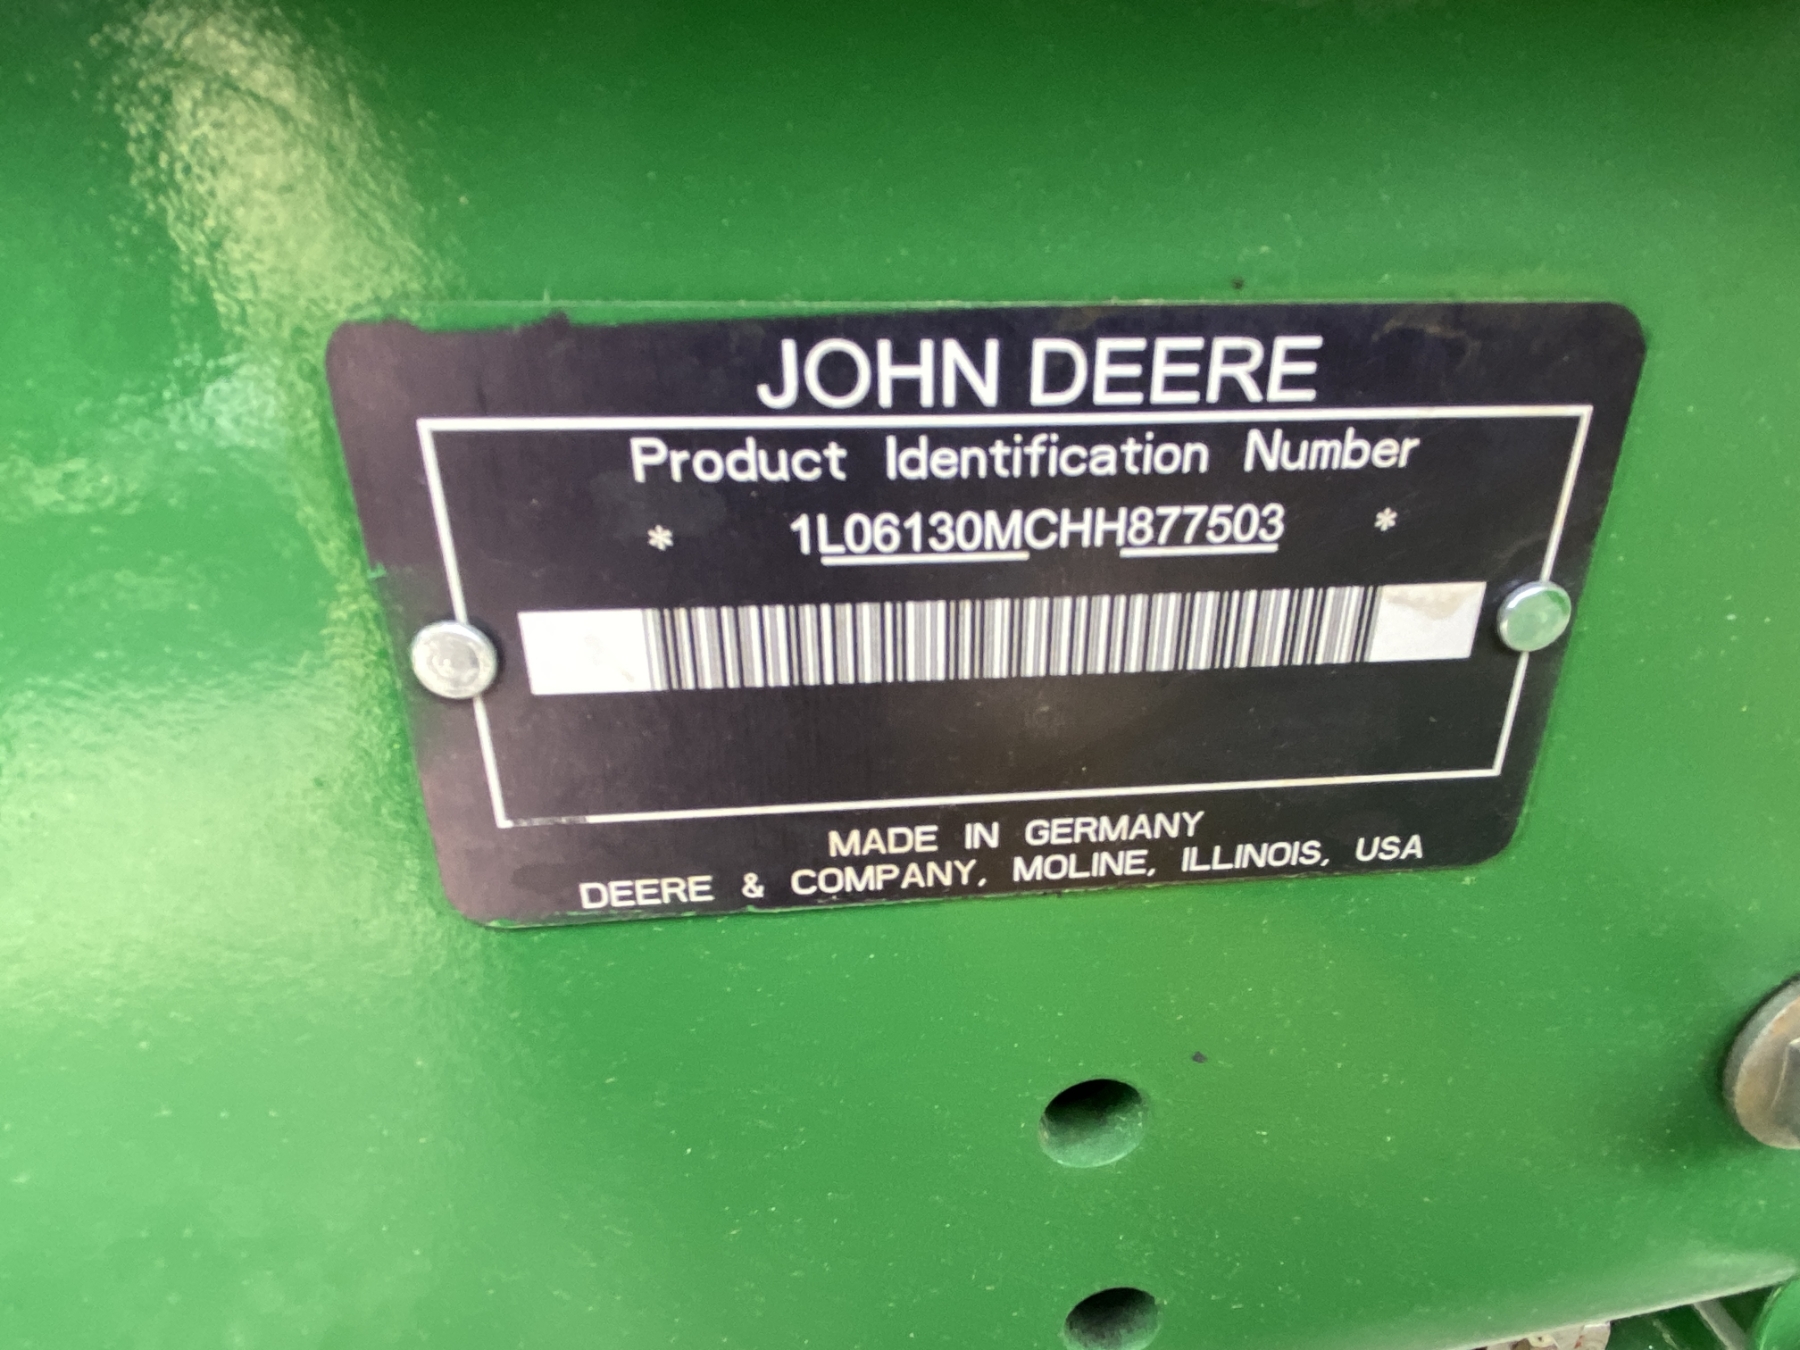 JOHN DEERE
Product Identification Number
* 1L06130MCHH877503 *
MADE IN GERMANY
DEERE & COMPANY, MOLINE, ILLINOIS, USA